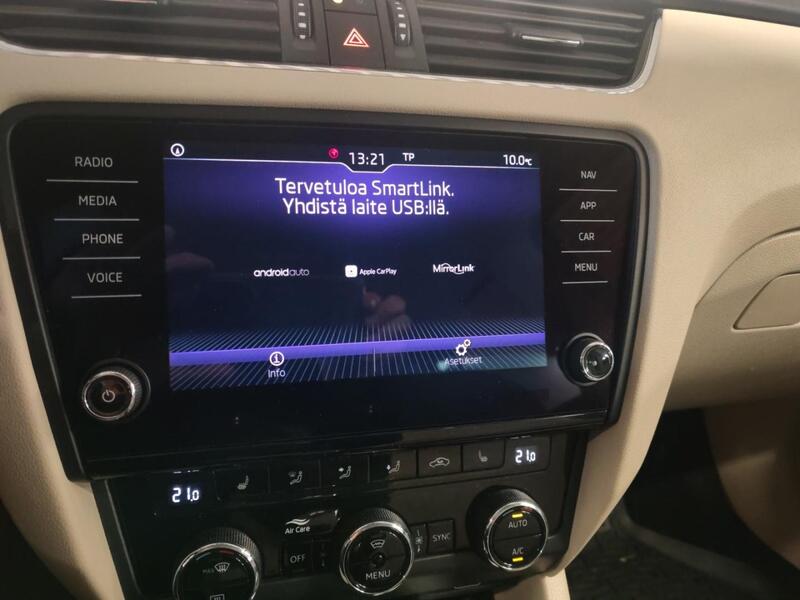 13:21 TP 10.0°C
RADIO
MEDIA
PHONE
VOICE
Tervetuloa SmartLink.
Yhdistä laite USB:llä.
androidauto Apple CarPlay MirrorLink
Info Asetukset
NAV
APP
CAR
MENU
21.0 21.0
Air Care
OFF SYNC
MAX
MENU
AUTO
A/C